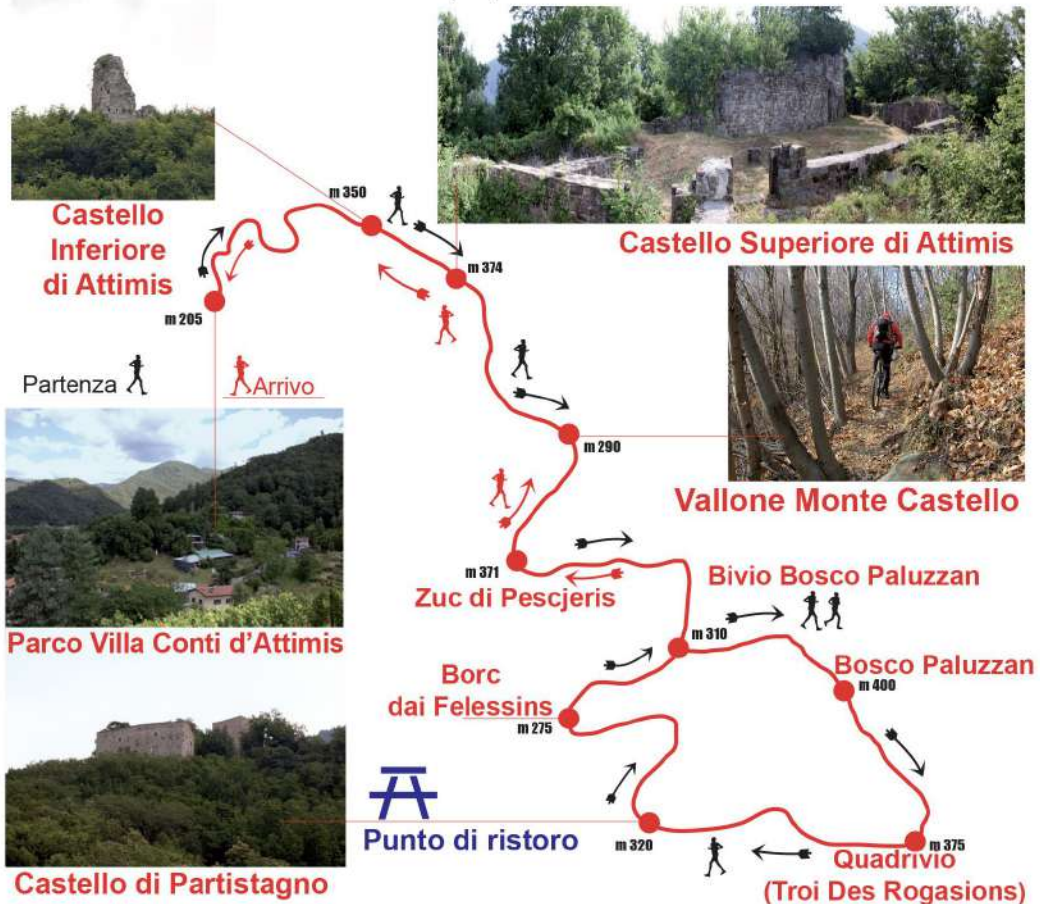 m 350
Castello
Inferiore
di Attimis
Castello Superiore di Attimis
m 374
m 205
Partenza
Arrivo
m 290
Vallone Monte Castello
m 371
Zuc di Pescjeris
Parco Villa Conti d'Attimis
Bivio Bosco Paluzzan
m 310
Borc
dai Felessins
m 275
Bosco Paluzzan
m 400
Punto di ristoro
m 320
m 375
Quadrivio
(Troi Des Rogasions)
Castello di Partistagno